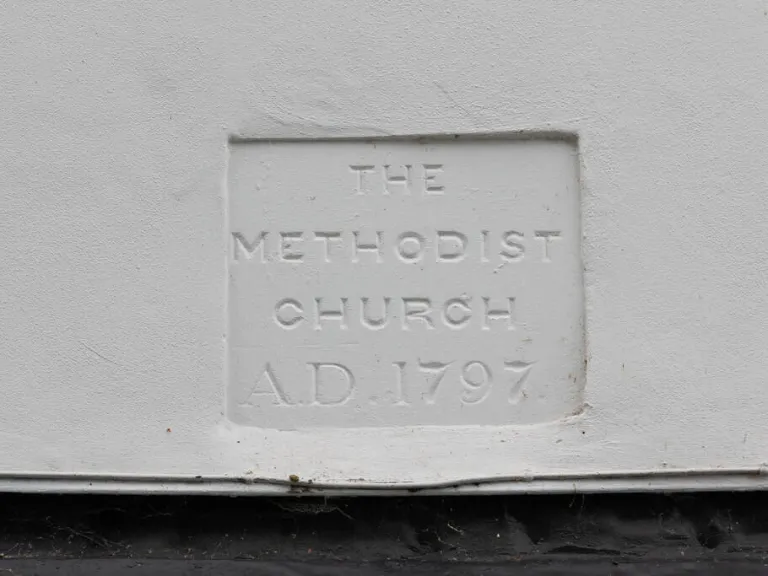 THE
METHODIST
CHURCH
A.D. 1797.